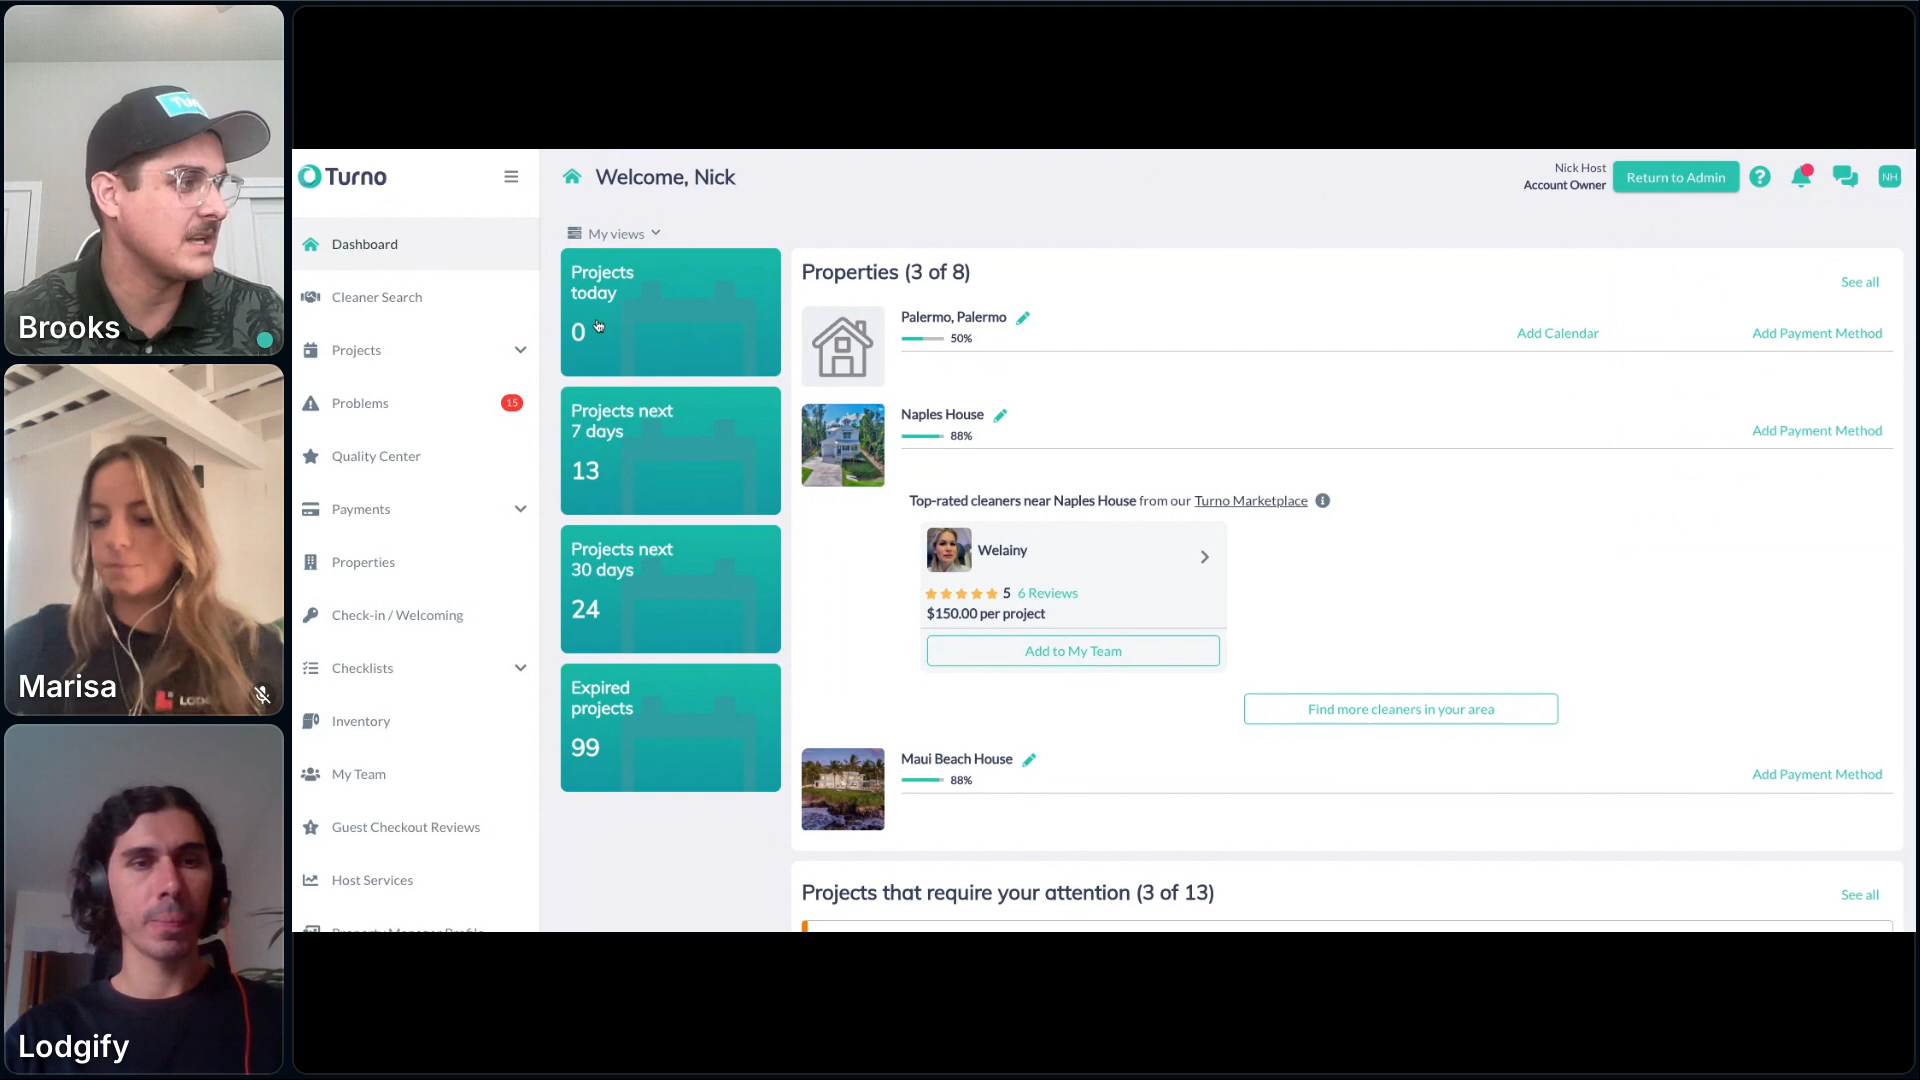 Brooks
Marisa
Lodgify
Turno
Dashboard
Cleaner Search
Projects
Problems
15
Quality Center
Payments
Properties
Check-in / Welcoming
Checklists
Inventory
My Team
Guest Checkout Reviews
Host Services
Property Manager Profile
Welcome, Nick
Nick Host
Account Owner
Return to Admin
?
NH
My views
Projects
today
0
Projects next
7 days
13
Projects next
30 days
24
Expired
projects
99
Properties (3 of 8)
See all
Palermo, Palermo
50%
Add Calendar
Add Payment Method
Naples House
88%
Add Payment Method
Top-rated cleaners near Naples House from our Turno Marketplace
Welainy
5 6 Reviews
$150.00 per project
Add to My Team
Find more cleaners in your area
Maui Beach House
88%
Add Payment Method
Projects that require your attention (3 of 13)
See all